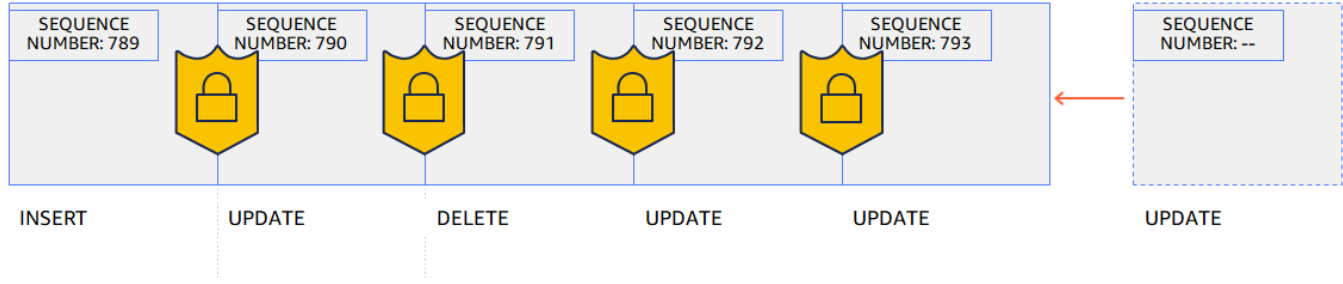 SEQUENCE
NUMBER: 789
SEQUENCE
NUMBER: 790
SEQUENCE
NUMBER: 791
SEQUENCE
NUMBER: 792
SEQUENCE
NUMBER: 793
SEQUENCE
NUMBER: --
INSERT
UPDATE
DELETE
UPDATE
UPDATE
UPDATE